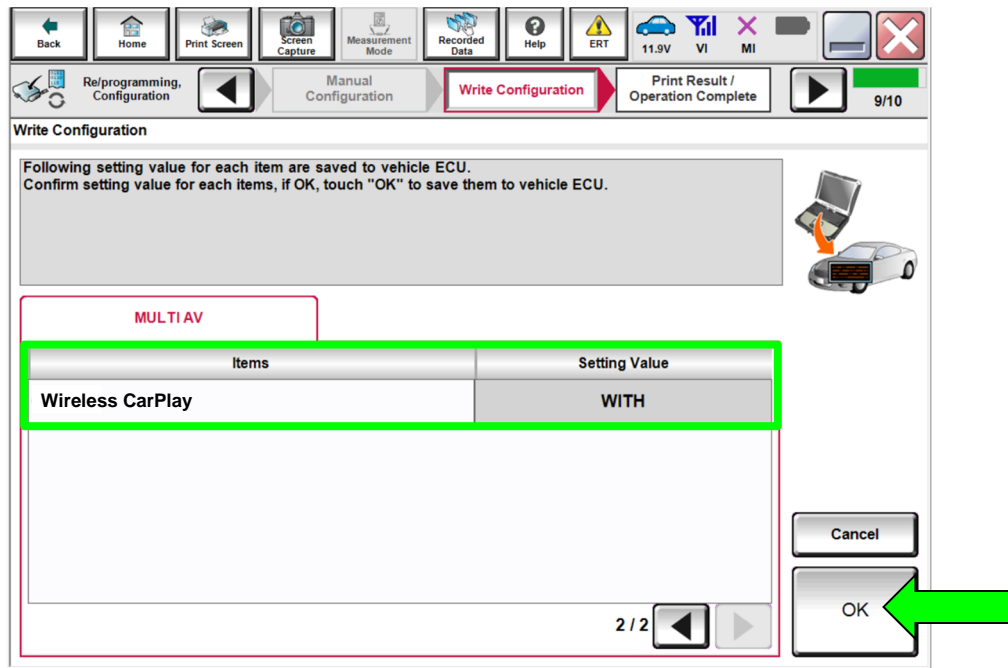 Back
Home
Print Screen
Screen
Capture
Measurement
Mode
Recorded
Data
Help
ERT
11.9V
VI
MI
Re/programming,
Configuration
Manual
Configuration
Write Configuration
Print Result /
Operation Complete
9/10
Write Configuration
Following setting value for each item are saved to vehicle ECU.
Confirm setting value for each items, if OK, touch "OK" to save them to vehicle ECU.
MULTI AV
Items
Setting Value
Wireless CarPlay
WITH
Cancel
OK
2 / 2